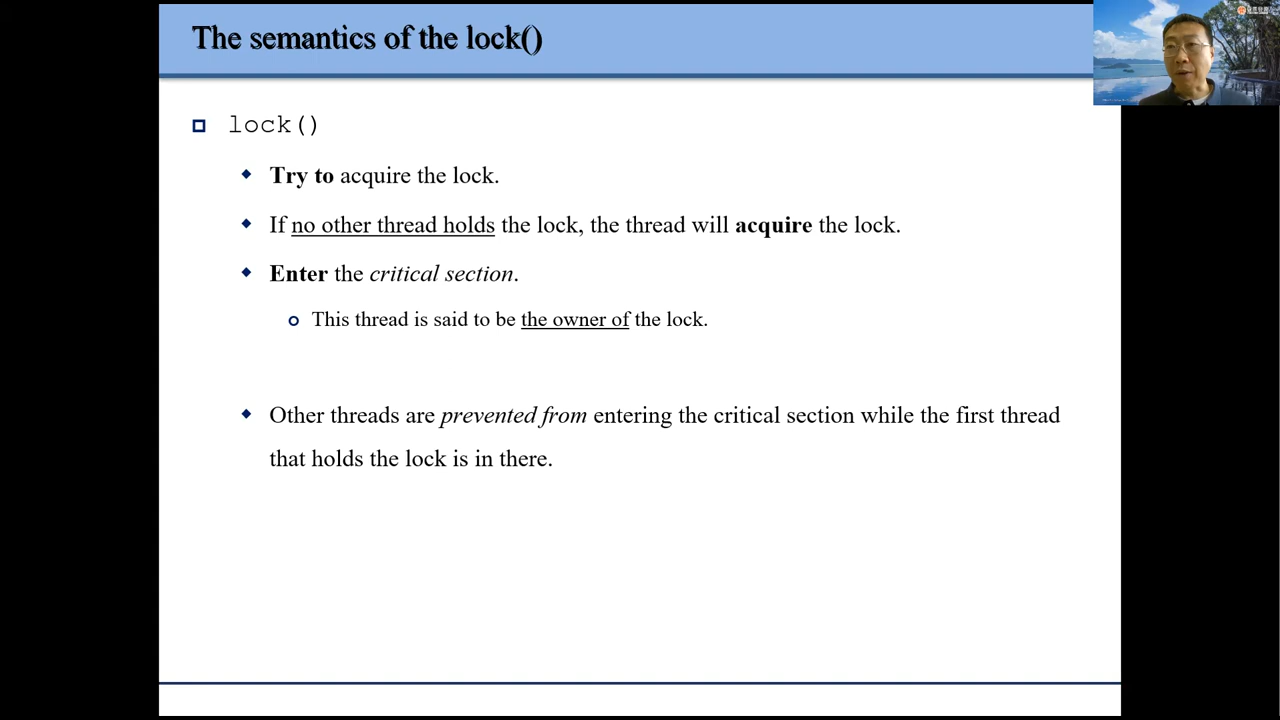 The semantics of the lock()
lock()
Try to acquire the lock.
If no other thread holds the lock, the thread will acquire the lock.
Enter the critical section.
This thread is said to be the owner of the lock.
Other threads are prevented from entering the critical section while the first thread
that holds the lock is in there.